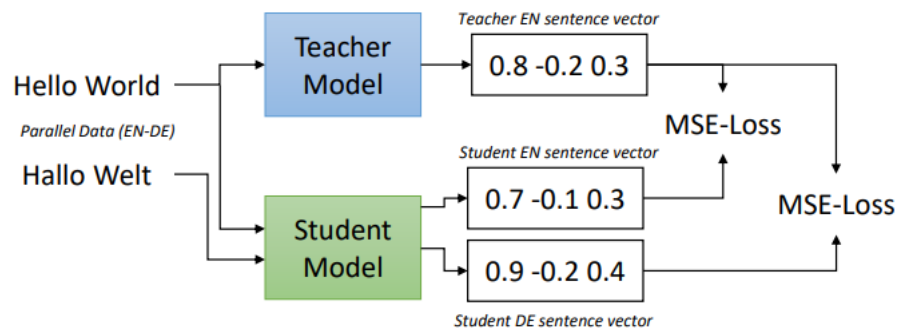 Teacher EN sentence vector
Teacher
Model
0.8 -0.2 0.3
Hello World
MSE-Loss
Parallel Data (EN-DE)
Student EN sentence vector
Hallo Welt
0.7 -0.1 0.3
MSE-Loss
Student
Model
0.9 -0.2 0.4
Student DE sentence vector